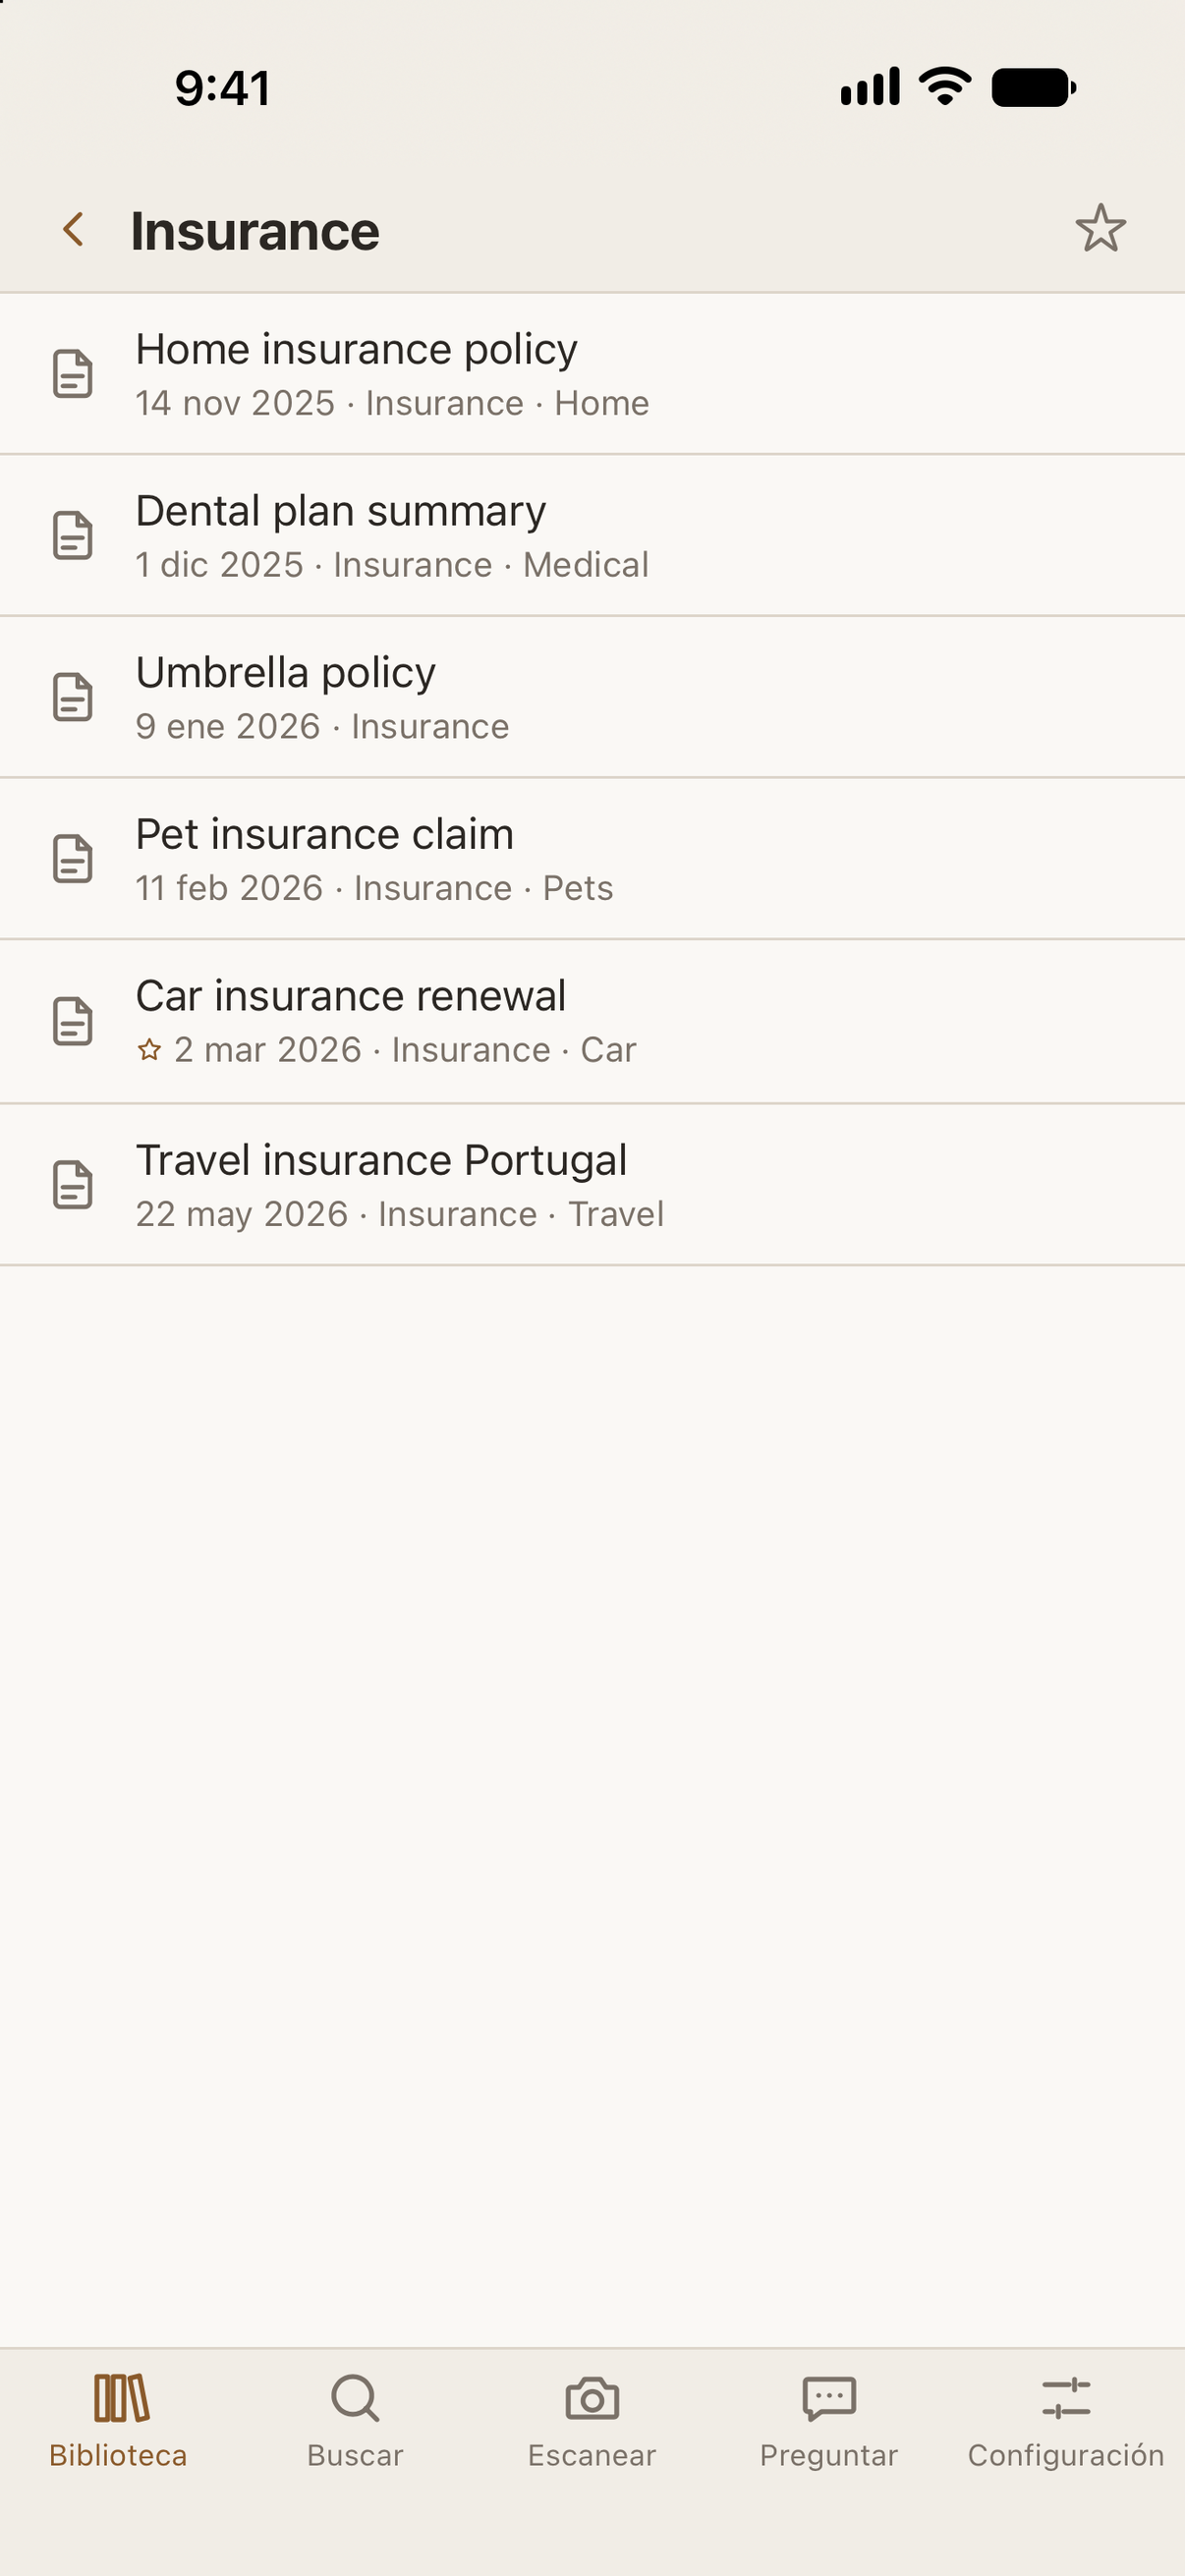 9:41
Insurance
Home insurance policy
14 nov 2025 · Insurance · Home
Dental plan summary
1 dic 2025 · Insurance · Medical
Umbrella policy
9 ene 2026 · Insurance
Pet insurance claim
11 feb 2026 · Insurance · Pets
Car insurance renewal
2 mar 2026 · Insurance · Car
Travel insurance Portugal
22 may 2026 · Insurance · Travel
Biblioteca
Buscar
Escanear
Preguntar
Configuración